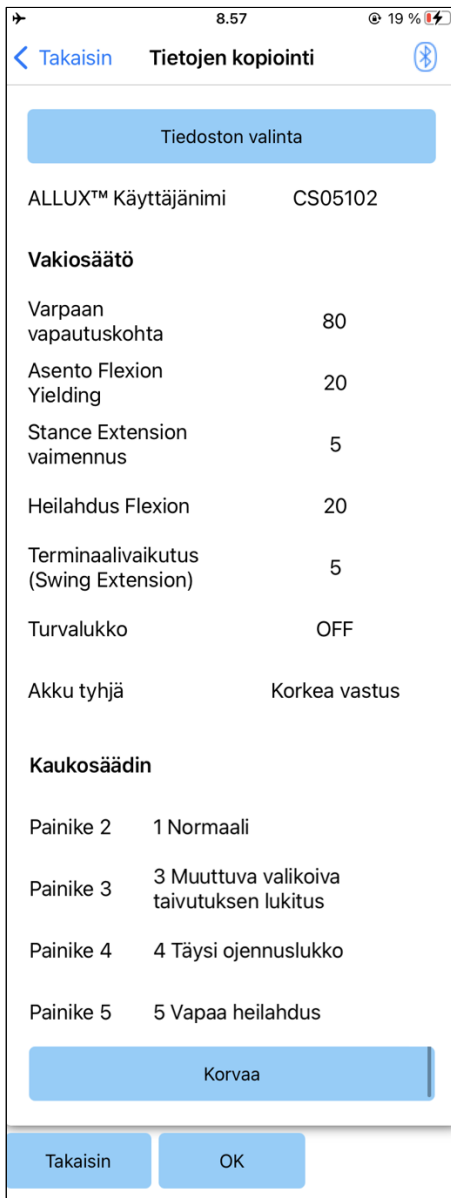 8.57
19 %
Takaisin Tietojen kopiointi
Tiedoston valinta
ALLUX™ Käyttäjänimi CS05102
Vakiosäätö
Varpaan
vapautuskohta 80
Asento Flexion
Yielding 20
Stance Extension
vaimennus 5
Heilahdus Flexion 20
Terminaalivaikutus
(Swing Extension) 5
Turvalukko OFF
Akku tyhjä Korkea vastus
Kaukosäädin
Painike 2 1 Normaali
Painike 3 3 Muuttuva valikoiva
taivutuksen lukitus
Painike 4 4 Täysi ojennuslukko
Painike 5 5 Vapaa heilahdus
Korvaa
Takaisin OK